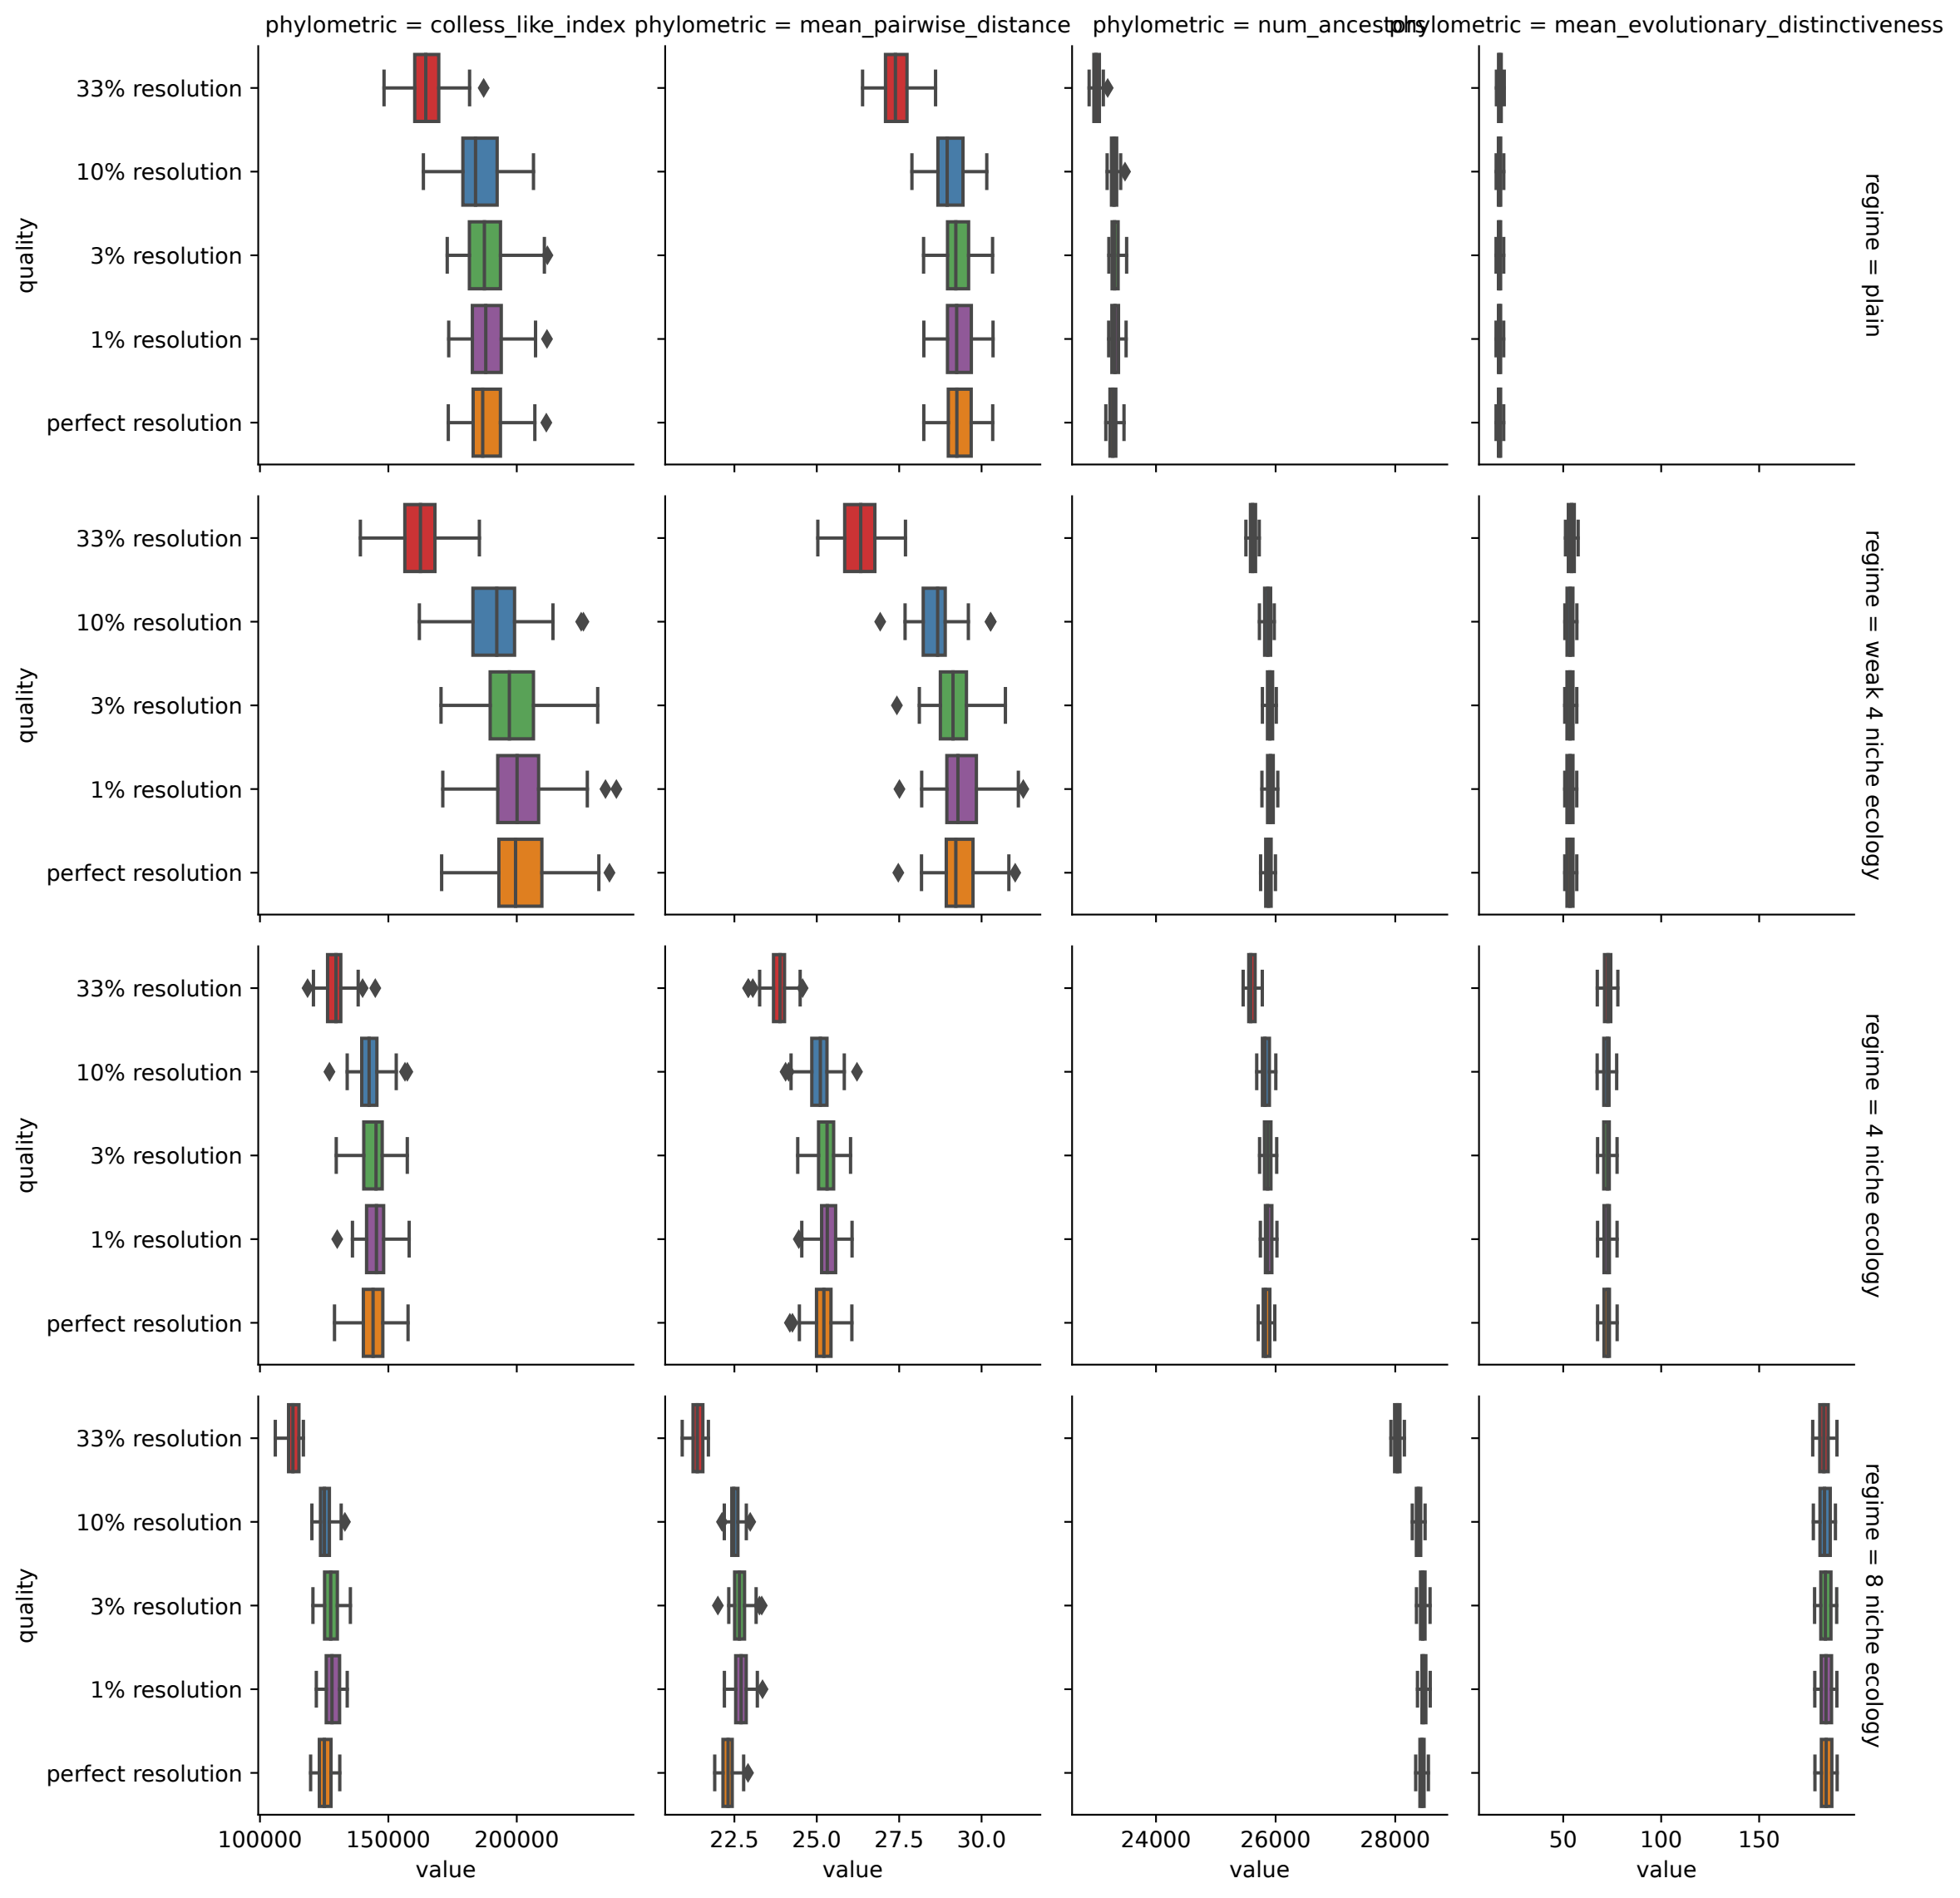 phylometric = colless_like_index
phylometric = mean_pairwise_distance
phylometric = num_ancestors
phylometric = mean_evolutionary_distinctiveness
quality
33% resolution
10% resolution
3% resolution
1% resolution
perfect resolution
regime = plain
quality
33% resolution
10% resolution
3% resolution
1% resolution
perfect resolution
regime = weak 4 niche ecology
quality
33% resolution
10% resolution
3% resolution
1% resolution
perfect resolution
regime = 4 niche ecology
quality
33% resolution
10% resolution
3% resolution
1% resolution
perfect resolution
regime = 8 niche ecology
100000 150000 200000
22.5 25.0 27.5 30.0
24000 26000 28000
50 100 150
value
value
value
value